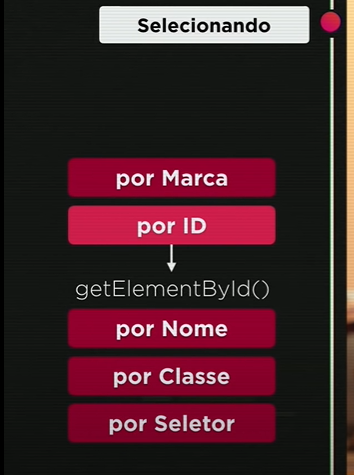 Selecionando
por Marca
por ID
getElementById()
por Nome
por Classe
por Seletor